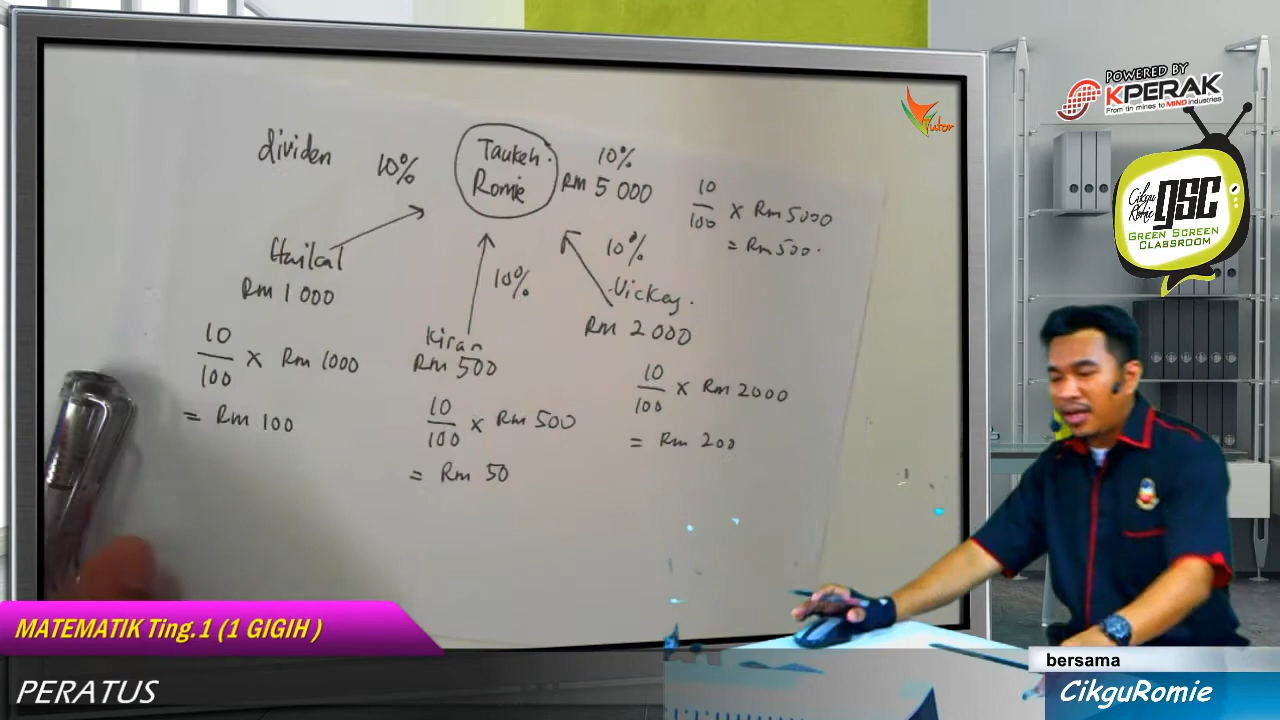 dividen
10%
Taukeh
Romie
10%
RM 5 000
10/100 × RM 5000
= RM 500.
Haikal
RM 1 000
10/100 × RM 1000
= RM 100
10%
Kiran
RM 500
10/100 × RM 500
= RM 50
10%
Vickey.
RM 2 000
10/100 × RM 2000
= RM 200
Tutor
POWERED BY
KPERAK
From tin mines to MIND industries
Cikgu
Romie
GSC
GREEN SCREEN
CLASSROOM
MATEMATIK Ting.1 (1 GIGIH )
PERATUS
bersama
CikguRomie